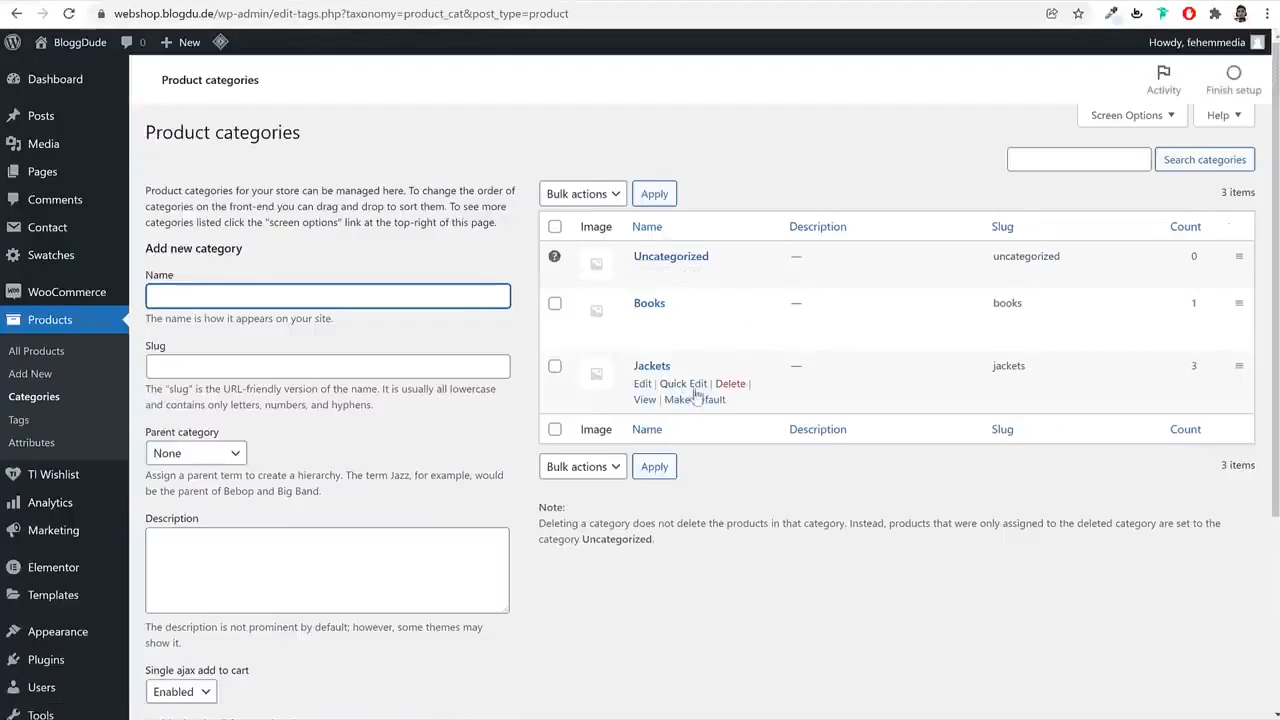 webshop.blogdu.de/wp-admin/edit-tags.php?taxonomy=product_cat&post_type=product
BloggDude
0
New
Howdy, fehemmedia
Dashboard
Posts
Media
Pages
Comments
Contact
Swatches
WooCommerce
Products
All Products
Add New
Categories
Tags
Attributes
TI Wishlist
Analytics
Marketing
Elementor
Templates
Appearance
Plugins
Users
Tools
Product categories
Activity
Finish setup
Screen Options
Help
Product categories
Search categories
Product categories for your store can be managed here. To change the order of
categories on the front-end you can drag and drop to sort them. To see more
categories listed click the "screen options" link at the top-right of this page.
Add new category
Name
The name is how it appears on your site.
Slug
The "slug" is the URL-friendly version of the name. It is usually all lowercase
and contains only letters, numbers, and hyphens.
Parent category
None
Assign a parent term to create a hierarchy. The term Jazz, for example, would
be the parent of Bebop and Big Band.
Description
The description is not prominent by default; however, some themes may
show it.
Single ajax add to cart
Enabled
Bulk actions
Apply
3 items
Image Name Description Slug Count
Uncategorized — uncategorized 0
Books — books 1
Jackets — jackets 3
Edit | Quick Edit | Delete |
View | Make
Image Name Description Slug Count
Bulk actions
Apply
3 items
Note:
Deleting a category does not delete the products in that category. Instead, products that were only assigned to the deleted category are set to the
category Uncategorized.